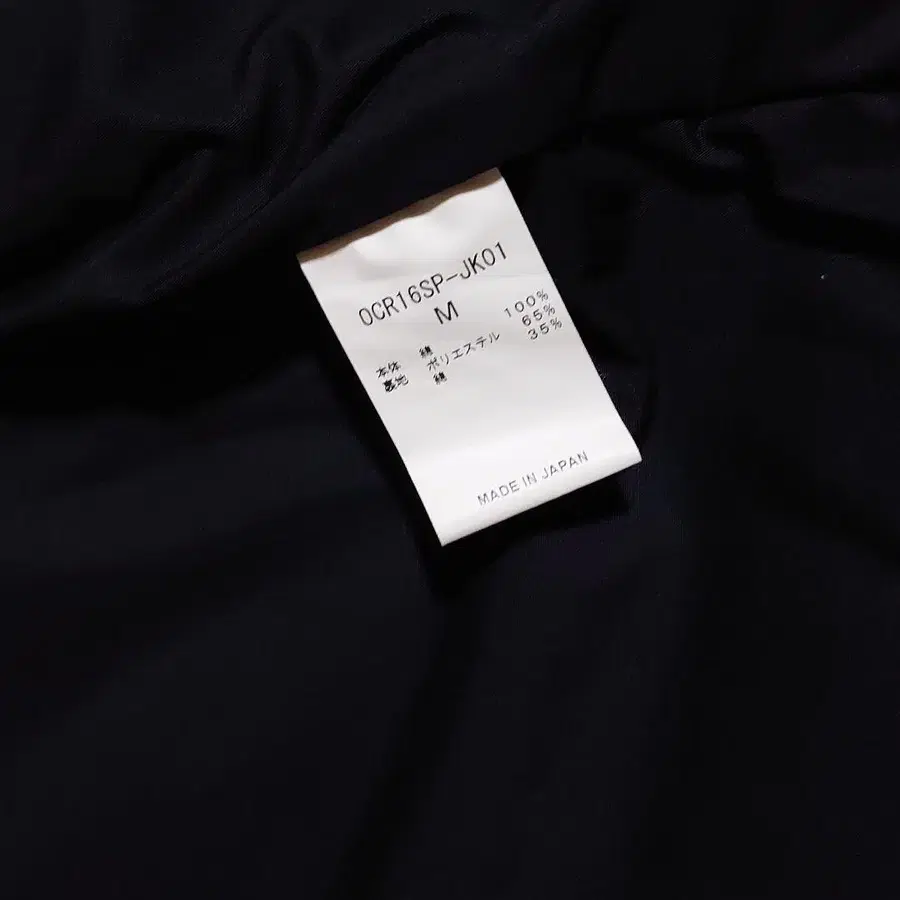 OCR16SP-JK01
M
本体 綿 100%
裏地 ポリエステル 65%
綿 35%
MADE IN JAPAN